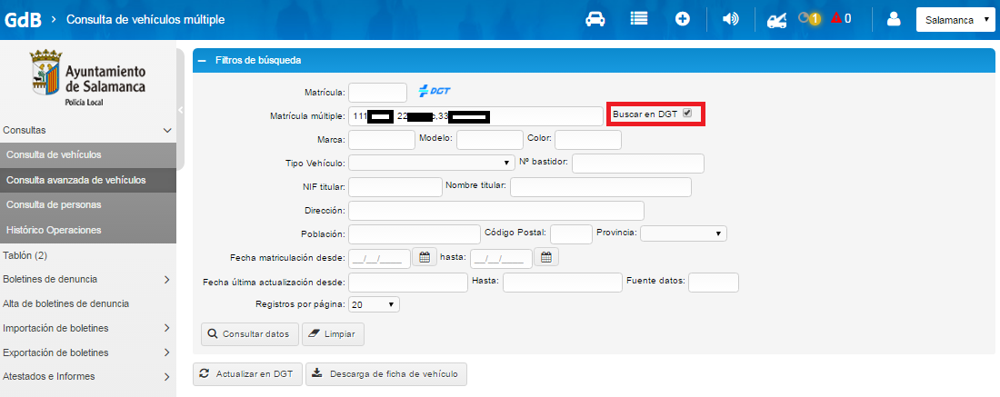 GdB > Consulta de vehículos múltiple 1 0 Salamanca
Ayuntamiento
de Salamanca
Policía Local
Consultas
Consulta de vehículos
Consulta avanzada de vehículos
Consulta de personas
Histórico Operaciones
Tablón (2)
Boletines de denuncia
Alta de boletines de denuncia
Importación de boletines
Exportación de boletines
Atestados e Informes
Filtros de búsqueda
Matrícula: DGT
Matrícula múltiple: 111 22 c,33 Buscar en DGT
Marca: Modelo: Color:
Tipo Vehículo: Nº bastidor:
NIF titular: Nombre titular:
Dirección:
Población: Código Postal: Provincia:
Fecha matriculación desde: __/__/____ hasta: __/__/____
Fecha última actualización desde: Hasta: Fuente datos:
Registros por página: 20
Consultar datos Limpiar
Actualizar en DGT Descarga de ficha de vehículo